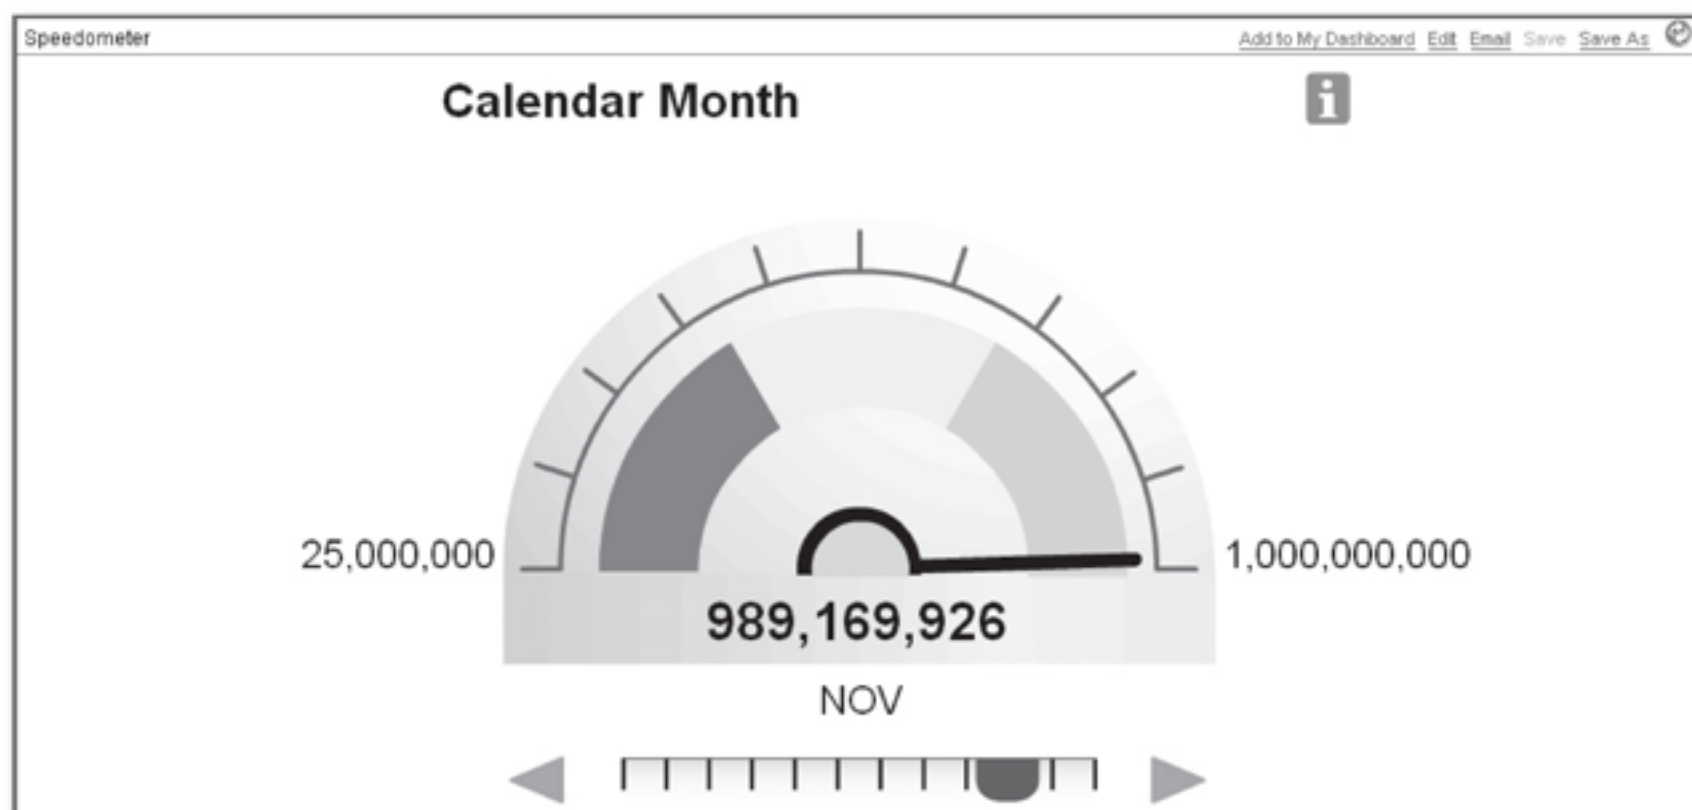 Speedometer
Add to My Dashboard Edit Email Save Save As
Calendar Month
i
25,000,000
1,000,000,000
989,169,926
NOV